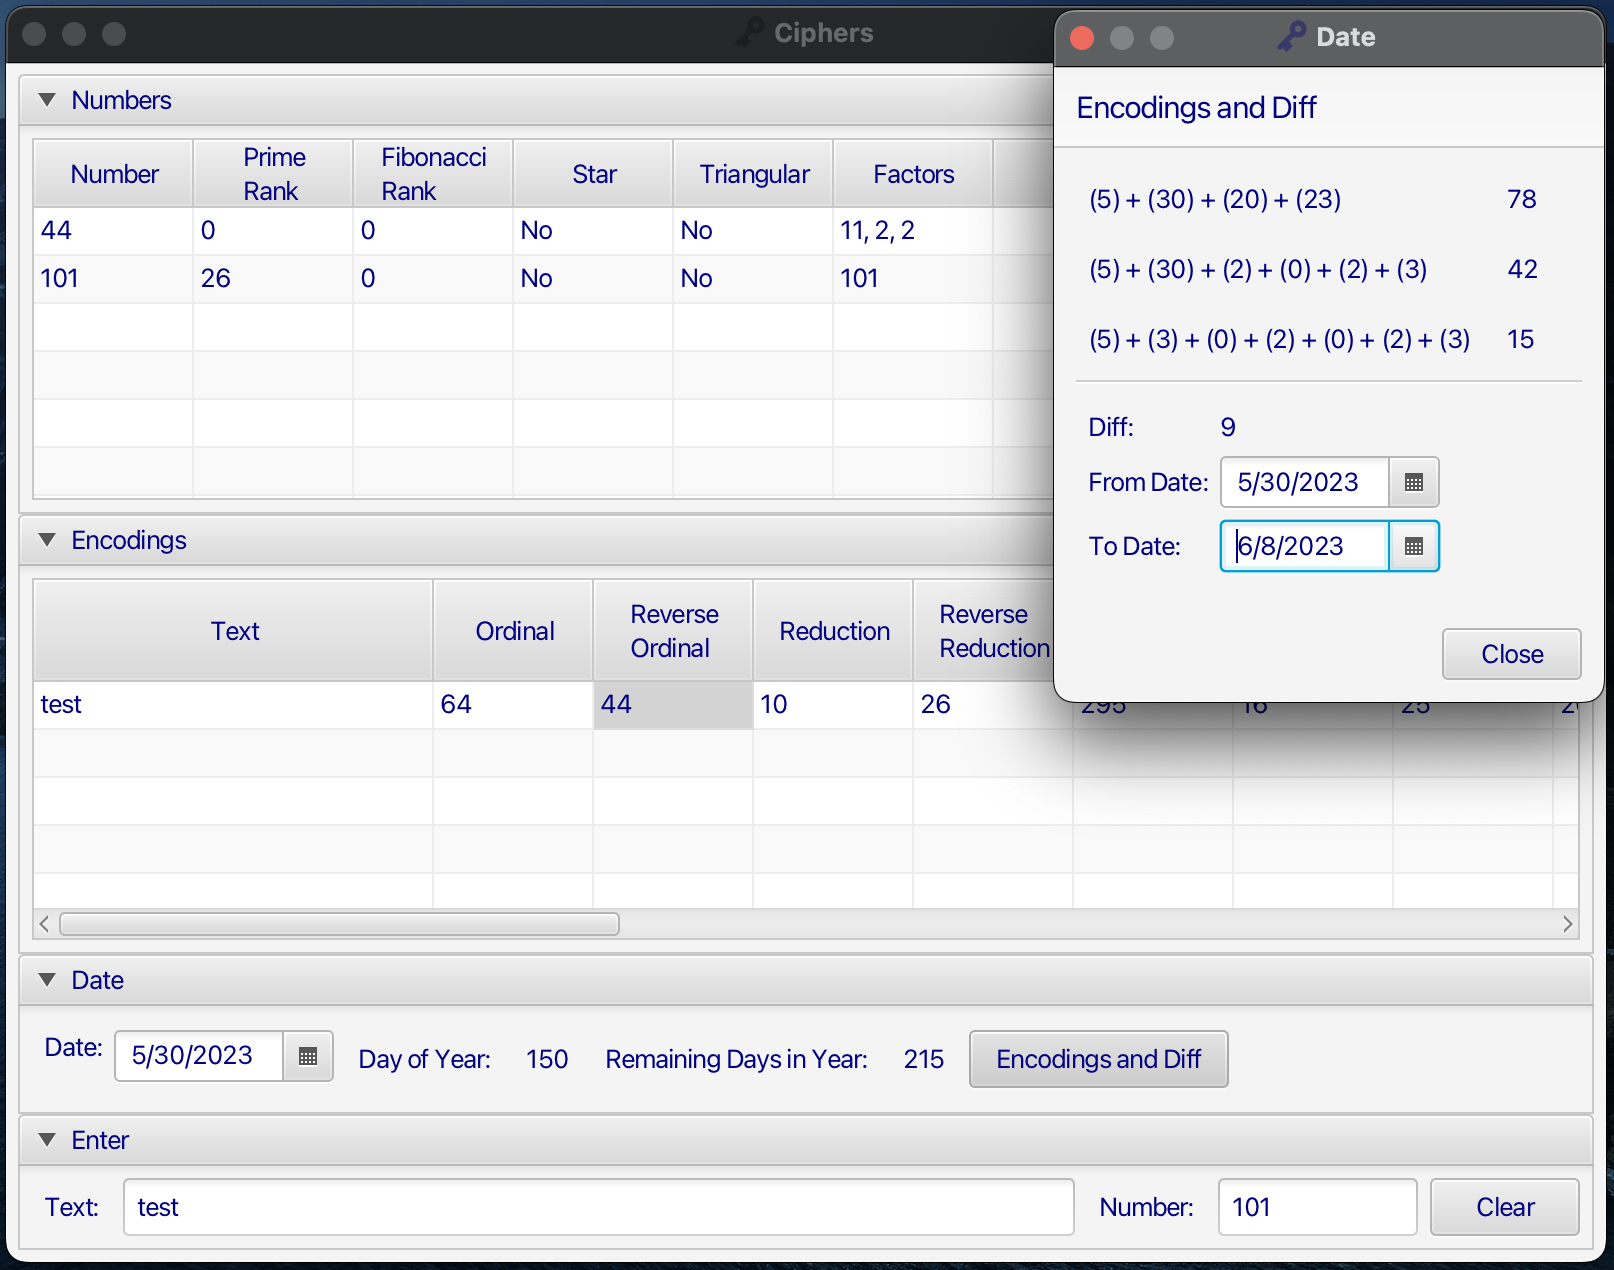 Ciphers
Numbers
Number Prime Rank Fibonacci Rank Star Triangular Factors
44 0 0 No No 11, 2, 2
101 26 0 No No 101
Encodings
Text Ordinal Reverse Ordinal Reduction Reverse Reduction
test 64 44 10 26 295 16 25
Date
Date: 5/30/2023 Day of Year: 150 Remaining Days in Year: 215 Encodings and Diff
Enter
Text: test Number: 101 Clear
Date
Encodings and Diff
(5) + (30) + (20) + (23) 78
(5) + (30) + (2) + (0) + (2) + (3) 42
(5) + (3) + (0) + (2) + (0) + (2) + (3) 15
Diff: 9
From Date: 5/30/2023
To Date: 6/8/2023
Close